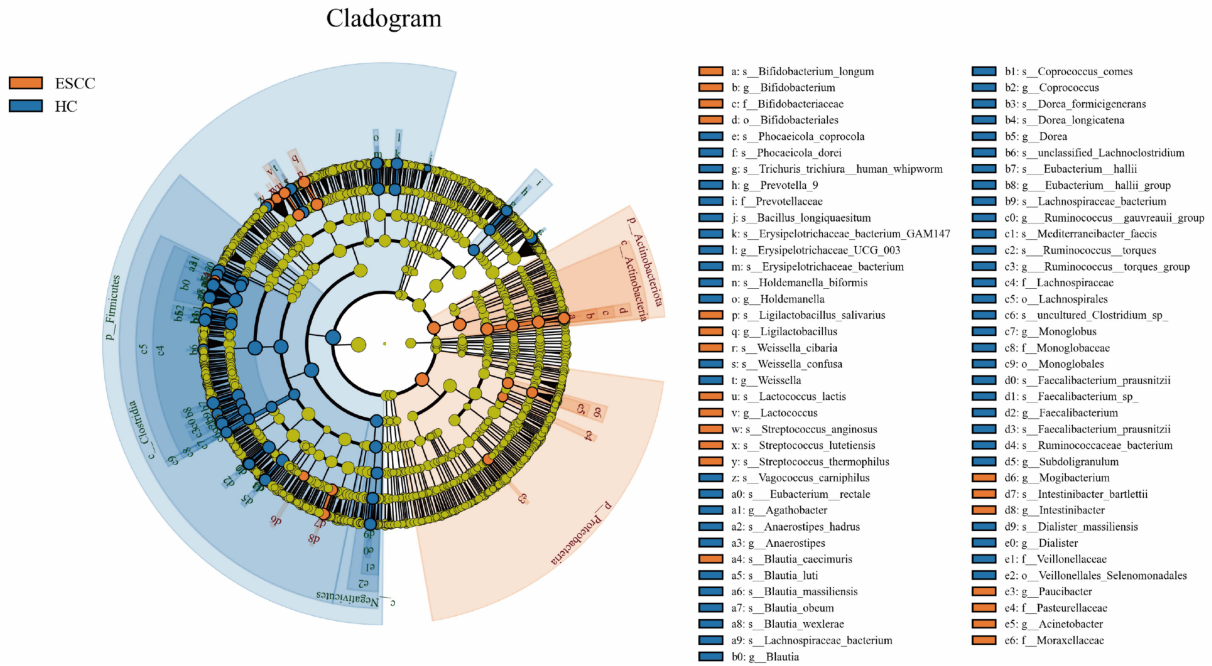 Cladogram
ESCC
HC
p__Firmicutes
c__Clostridia
c__Negativicutes
p__Proteobacteria
p__Actinobacteriota
c__Actinobacteria
a: s__Bifidobacterium_longum
b: g__Bifidobacterium
c: f__Bifidobacteriaceae
d: o__Bifidobacteriales
e: s__Phocaeicola_coprocola
f: s__Phocacicola_dorei
g: s__Trichuris_trichiura__human_whipworm
h: g__Prevotella_9
i: f__Prevotellaceae
j: s__Bacillus_longiquaesitum
k: s__Erysipelotrichaceae_bacterium_GAM147
l: g__Erysipelotrichaceae_UCG_003
m: s__Erysipelotrichaceae_bacterium
n: s__Holdemanella_biformis
o: g__Holdemanella
p: s__Ligilactobacillus_salivarius
q: g__Ligilactobacillus
r: s__Weissella_cibaria
s: s__Weissella_confusa
t: g__Weissella
u: s__Lactococcus_lactis
v: g__Lactococcus
w: s__Streptococcus_anginosus
x: s__Streptococcus_lutetiensis
y: s__Streptococcus_thermophilus
z: s__Vagococcus_carniphilus
a0: s___Eubacterium__rectale
a1: g__Agathobacter
a2: s__Anaerostipes_hadrus
a3: g__Anaerostipes
a4: s__Blautia_caecimuris
a5: s__Blautia_luti
a6: s__Blautia_massiliensis
a7: s__Blautia_obeum
a8: s__Blautia_wexlerae
a9: s__Lachnospiraceae_bacterium
b0: g__Blautia
b1: s__Coprococcus_comes
b2: g__Coprococcus
b3: s__Dorea_formicigenerans
b4: s__Dorea_longicatena
b5: g__Dorea
b6: s__unclassified_Lachnoclostridium
b7: s__Eubacterium_hallii
b8: g___Eubacterium__hallii_group
b9: s__Lachnospiraceae_bacterium
c0: g___Ruminococcus__gauvreauii_group
c1: s__Mediterraneibacter_faecis
c2: s___Ruminococcus__torques
c3: g___Ruminococcus__torques_group
c4: f__Lachnospiraceae
c5: o__Lachnospirales
c6: s__uncultured_Clostridium_sp_
c7: g__Monoglobus
c8: f__Monoglobaceae
c9: o__Monoglobales
d0: s__Faecalibacterium_prausnitzii
d1: s__Faecalibacterium_sp_
d2: g__Faecalibacterium
d3: s__Faecalibacterium_prausnitzii
d4: s__Ruminococcaceae_bacterium
d5: g__Subdoligranulum
d6: g__Mogibacterium
d7: s__Intestinibacter_bartlettii
d8: g__Intestinibacter
d9: s__Dialister_massiliensis
e0: g__Dialister
e1: f__Veillonellaceae
e2: o__Veillonellales_Selenomonadales
e3: g__Paucibacter
e4: f__Pasteurellaceae
e5: g__Acinetobacter
e6: f__Moraxellaceae